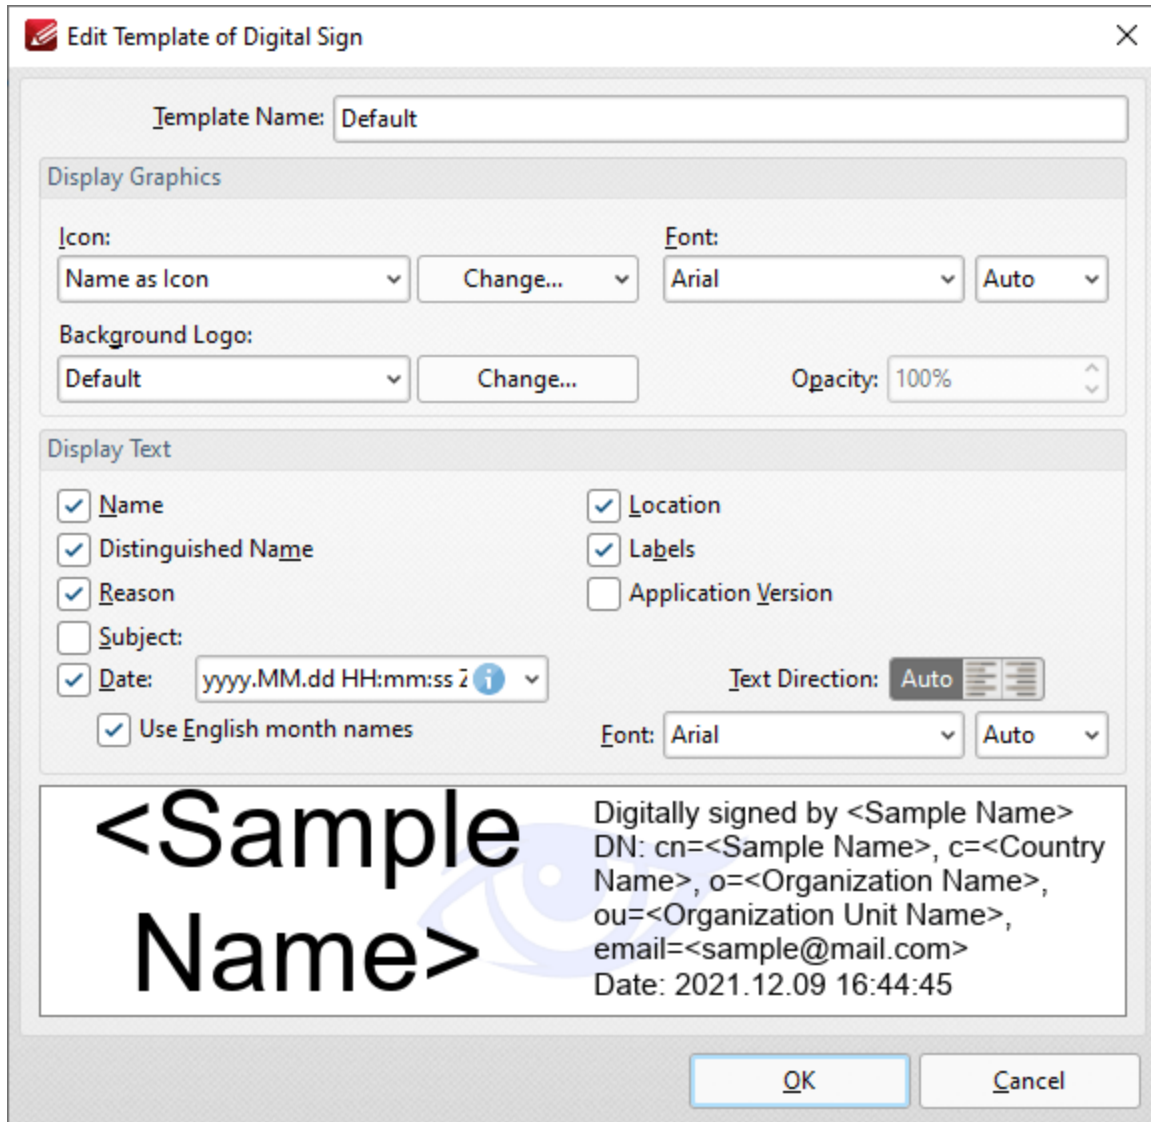 Edit Template of Digital Sign
Template Name: Default
Display Graphics
Icon: Font:
Name as Icon Change... Arial Auto
Background Logo:
Default Change... Opacity: 100%
Display Text
Name Location
Distinguished Name Labels
Reason Application Version
Subject:
Date: yyyy.MM.dd HH:mm:ss Text Direction: Auto
Use English month names Font: Arial Auto
<Sample
Name>
Digitally signed by <Sample Name>
DN: cn=<Sample Name>, c=<Country
Name>, o=<Organization Name>,
ou=<Organization Unit Name>,
email=<sample@mail.com>
Date: 2021.12.09 16:44:45
OK Cancel